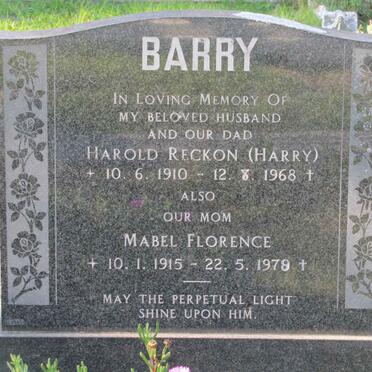 BARRY
IN LOVING MEMORY OF
MY BELOVED HUSBAND
AND OUR DAD
HAROLD RECKON (HARRY)
+ 10. 6. 1910 - 12. 8. 1968 †
ALSO
OUR MOM
MABEL FLORENCE
+ 10. 1. 1915 - 22. 5. 1978 †
MAY THE PERPETUAL LIGHT
SHINE UPON HIM.